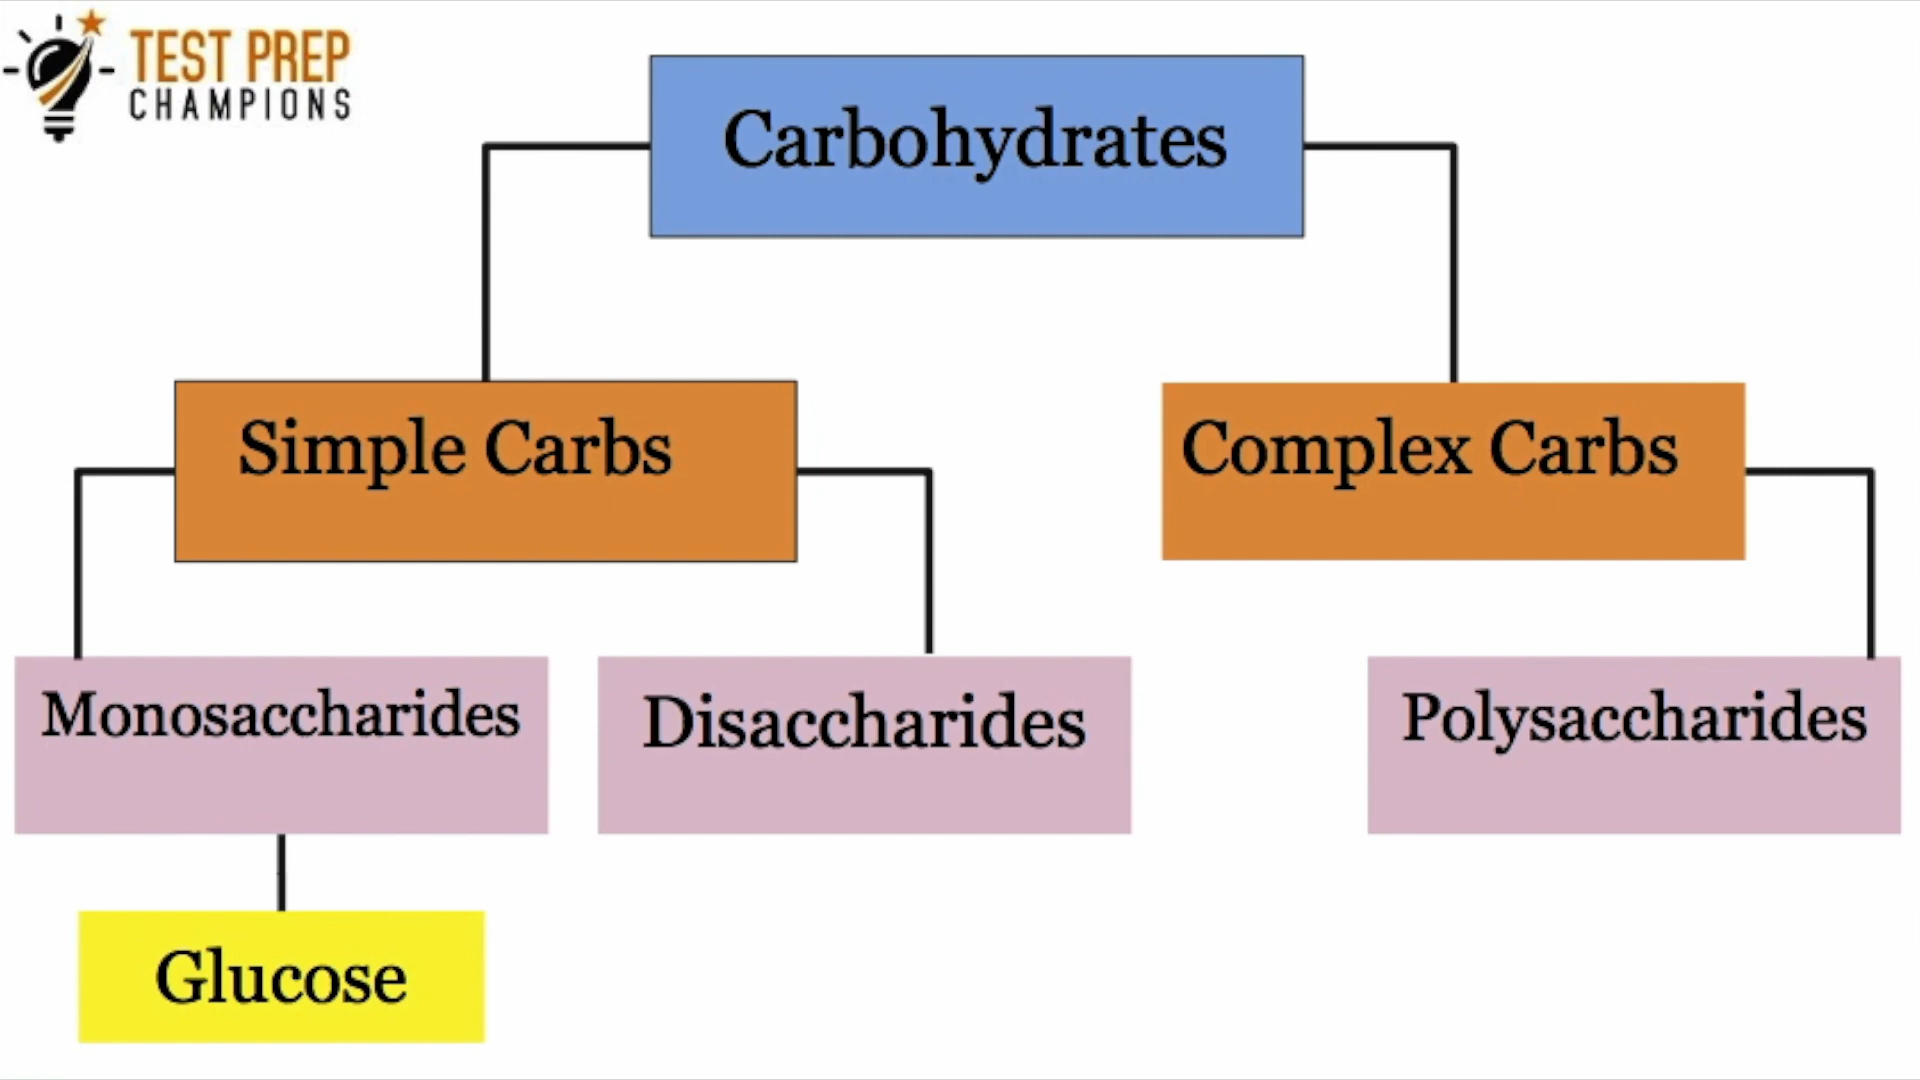 TEST PREP
CHAMPIONS
Carbohydrates
Simple Carbs
Complex Carbs
Monosaccharides
Disaccharides
Polysaccharides
Glucose